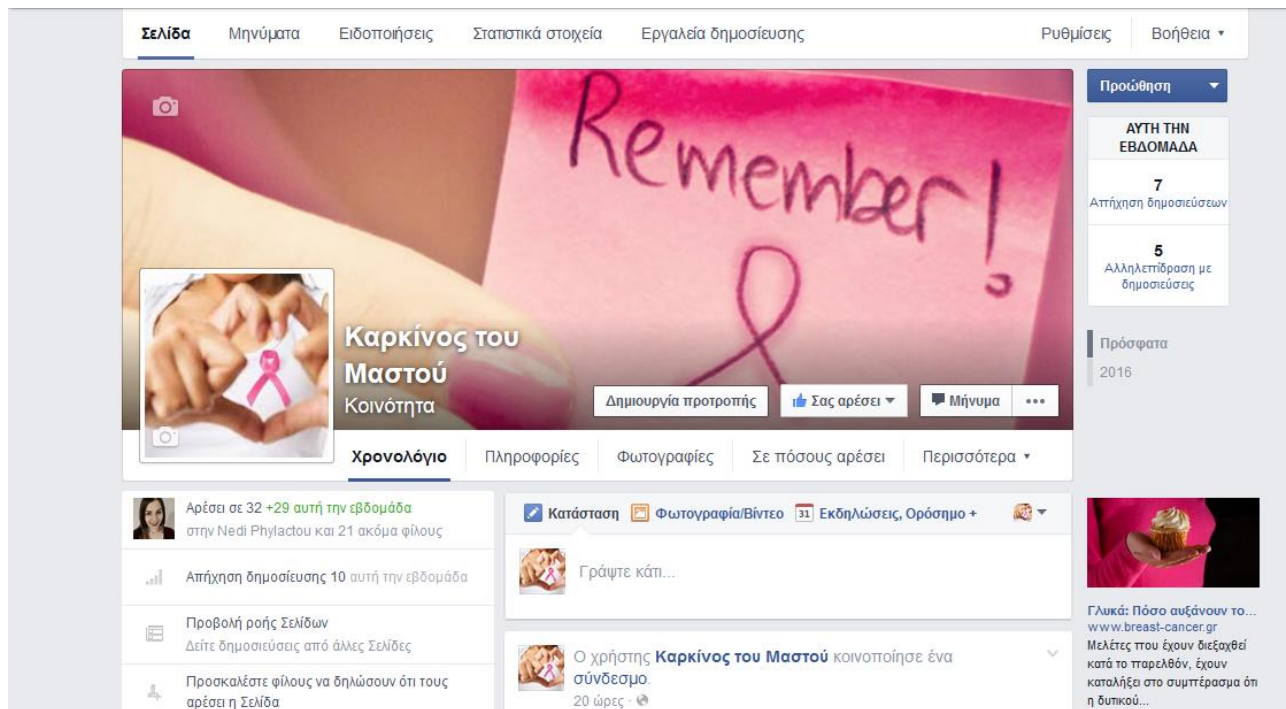 Σελίδα Μηνύματα Ειδοποιήσεις Στατιστικά στοιχεία Εργαλεία δημοσίευσης Ρυθμίσεις Βοήθεια
Remember!
Καρκίνος του
Μαστού
Κοινότητα
Δημιουργία προτροπής Σας αρέσει Μήνυμα
Χρονολόγιο Πληροφορίες Φωτογραφίες Σε πόσους αρέσει Περισσότερα
Προώθηση
ΑΥΤΗ ΤΗΝ
ΕΒΔΟΜΑΔΑ
7
Απήχηση δημοσιεύσεων
5
Αλληλεπίδραση με
δημοσιεύσεις
Πρόσφατα
2016
Αρέσει σε 32 +29 αυτή την εβδομάδα
στην Nedi Phylactou και 21 ακόμα φίλους
Απήχηση δημοσίευσης 10 αυτή την εβδομάδα
Προβολή ροής Σελίδων
Δείτε δημοσιεύσεις από άλλες Σελίδες
Προσκαλέστε φίλους να δηλώσουν ότι τους
αρέσει η Σελίδα
Κατάσταση Φωτογραφία/Βίντεο 31 Εκδηλώσεις, Ορόσημο +
Γράψτε κάτι...
Ο χρήστης Καρκίνος του Μαστού κοινοποίησε ένα
σύνδεσμο.
20 ώρες ·
Γλυκά: Πόσο αυξάνουν το...
www.breast-cancer.gr
Μελέτες που έχουν διεξαχθεί
κατά το παρελθόν, έχουν
καταλήξει στο συμπέρασμα ότι
η δυτικού...